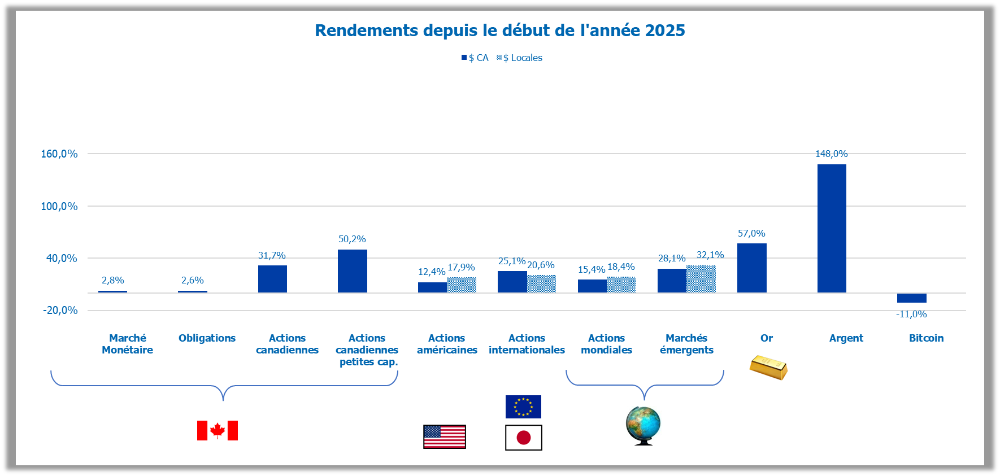 Rendements depuis le début de l'année 2025
$ CA $ Locales
160,0%
100,0%
40,0%
-20,0%
2,8%
2,6%
31,7%
50,2%
12,4%
17,9%
25,1%
20,6%
15,4%
18,4%
28,1%
32,1%
57,0%
148,0%
-11,0%
Marché
Monétaire
Obligations
Actions
canadiennes
Actions
canadiennes
petites cap.
Actions
américaines
Actions
internationales
Actions
mondiales
Marchés
émergents
Or
Argent
Bitcoin